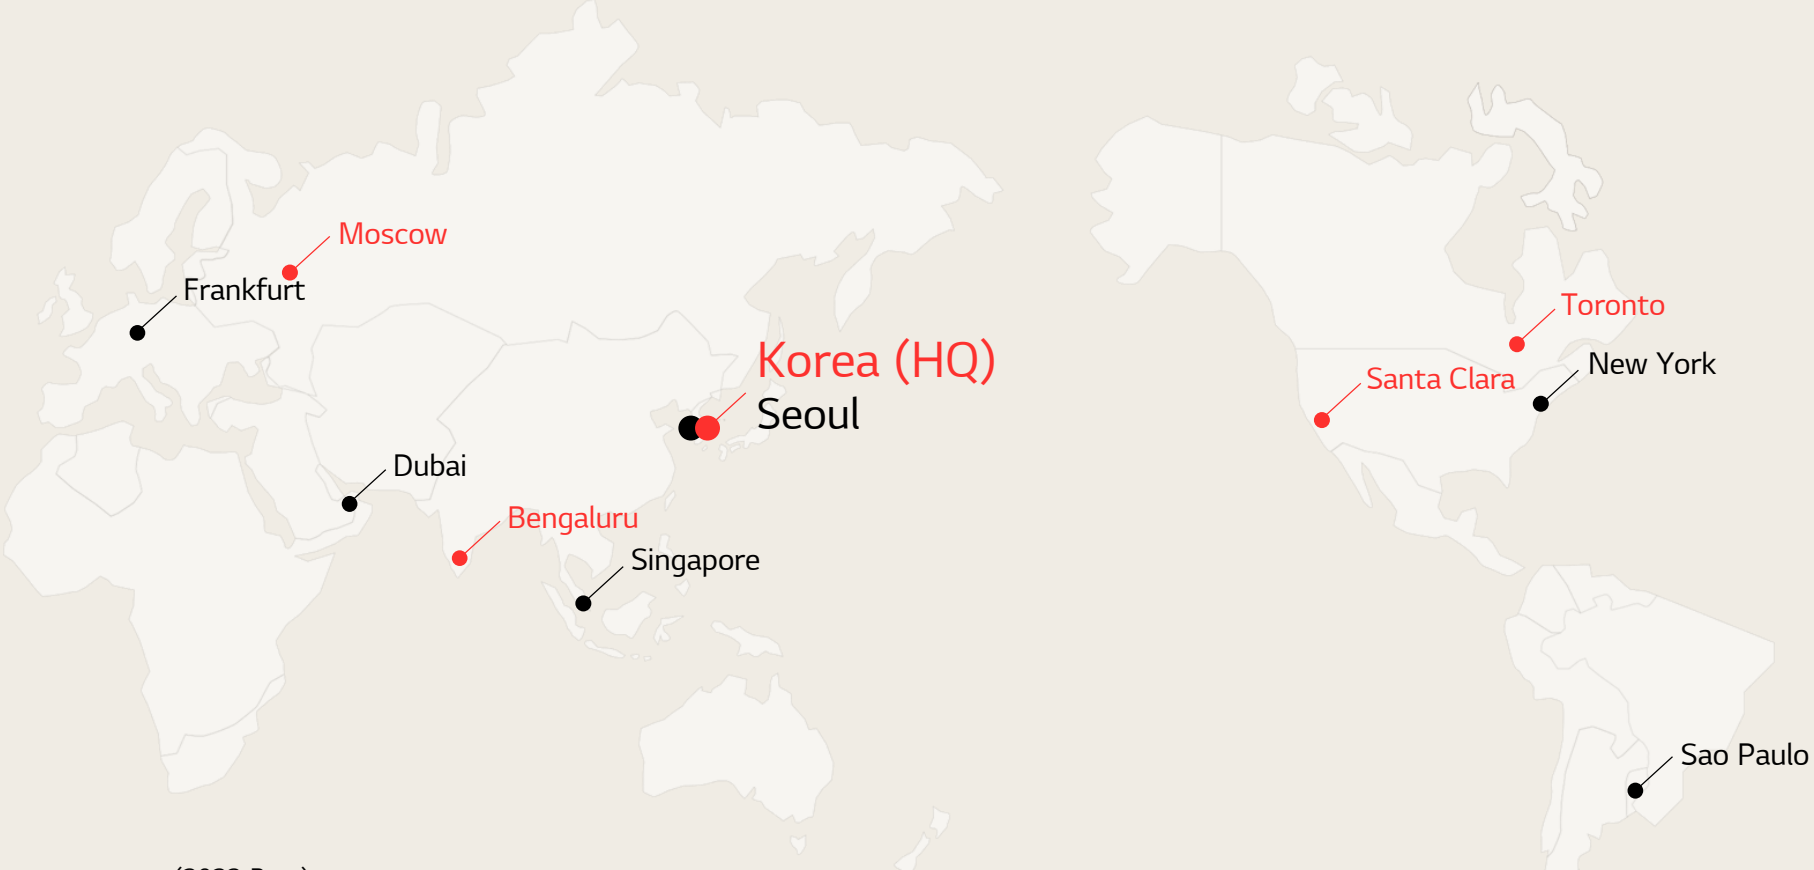 Moscow
Frankfurt
Toronto
Korea (HQ)
New York
Santa Clara
Seoul
Dubai
Bengaluru
Singapore
Sao Paulo